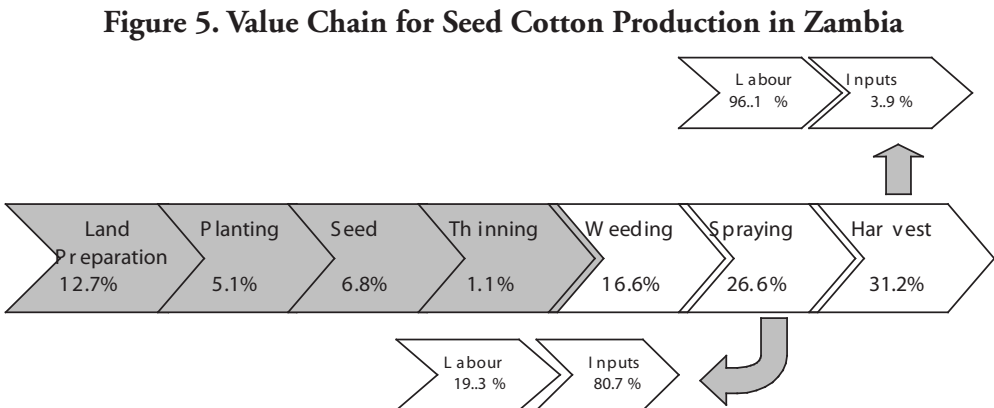 Figure 5. Value Chain for Seed Cotton Production in Zambia
Labour Inputs
96..1 % 3..9 %
Land Planting Seed Thinning Weeding Spraying Har vest
Preparation
12.7% 5.1% 6.8% 1.1% 16.6% 26.6% 31.2%
Labour Inputs
19..3 % 80.7 %